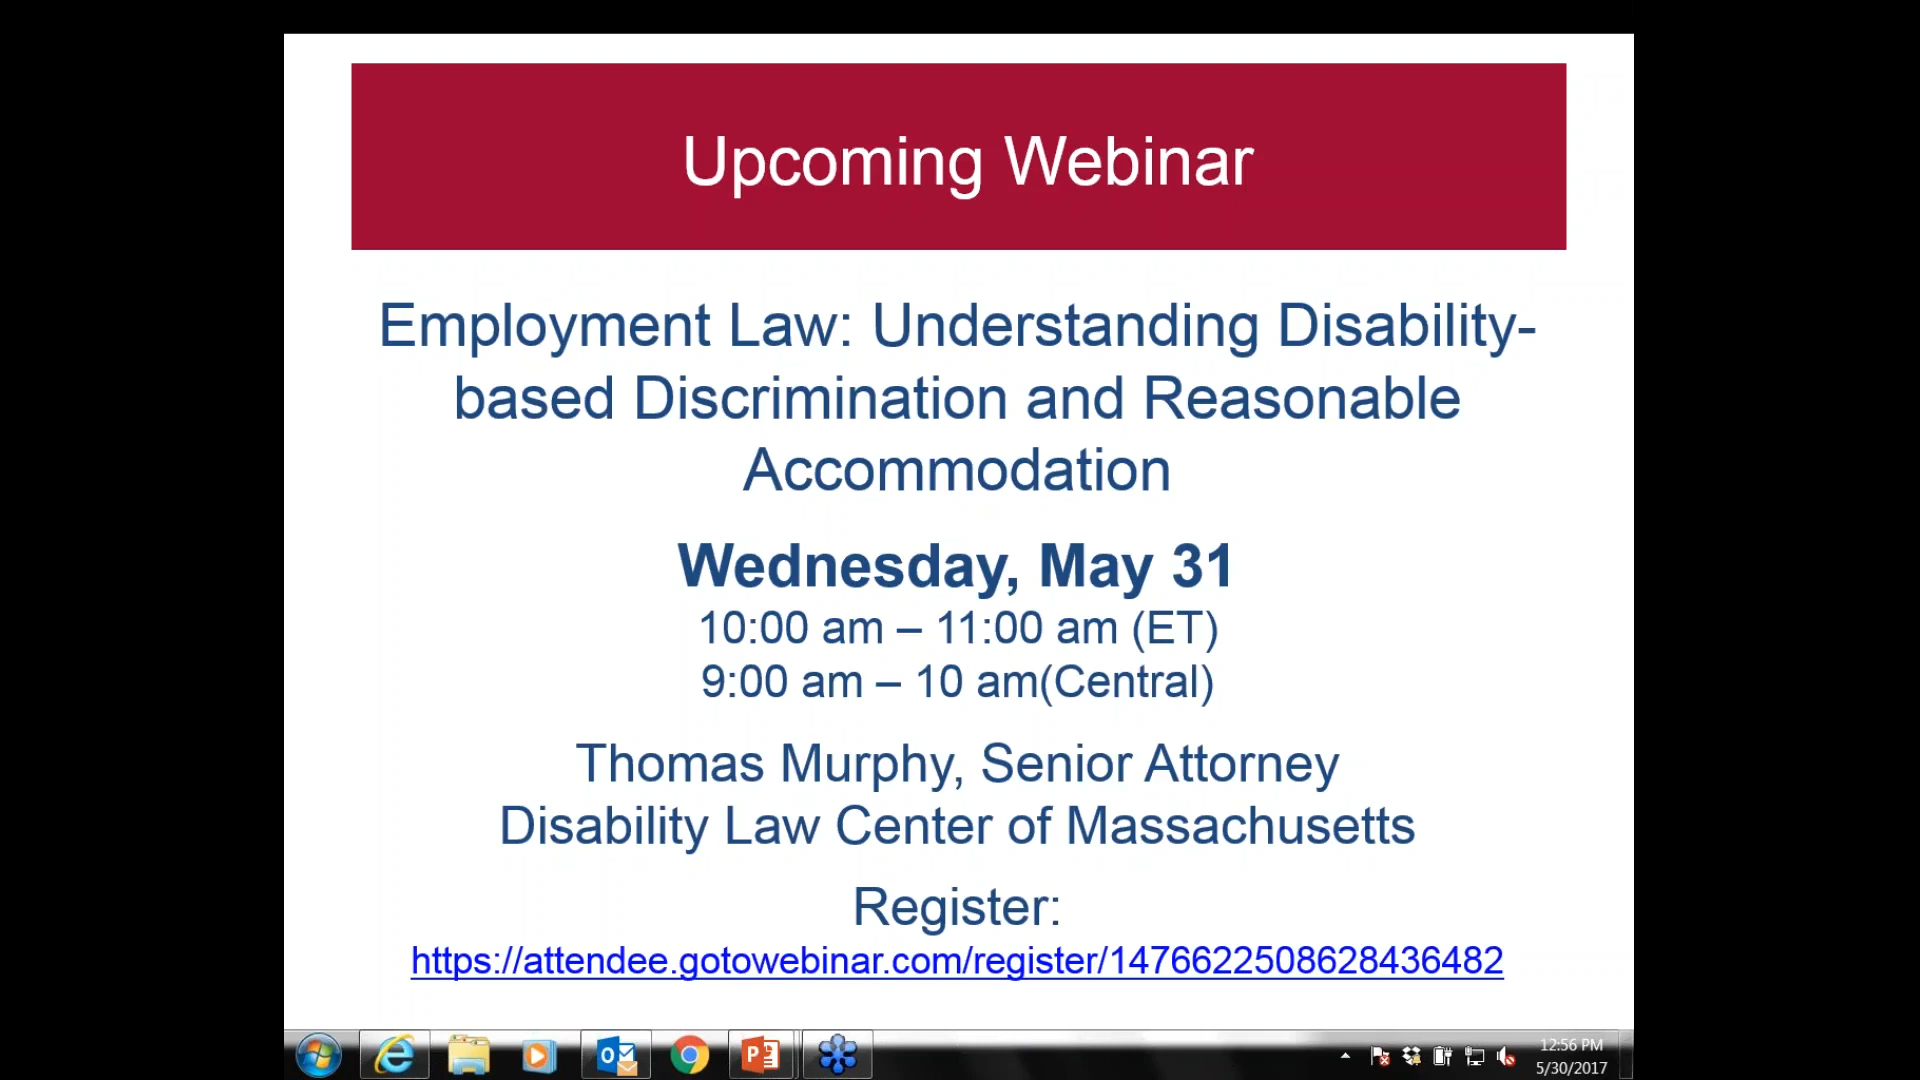 Upcoming Webinar
Employment Law: Understanding Disability-
based Discrimination and Reasonable
Accommodation
Wednesday, May 31
10:00 am – 11:00 am (ET)
9:00 am – 10 am(Central)
Thomas Murphy, Senior Attorney
Disability Law Center of Massachusetts
Register:
https://attendee.gotowebinar.com/register/1476622508628436482
12:56 PM
5/30/2017